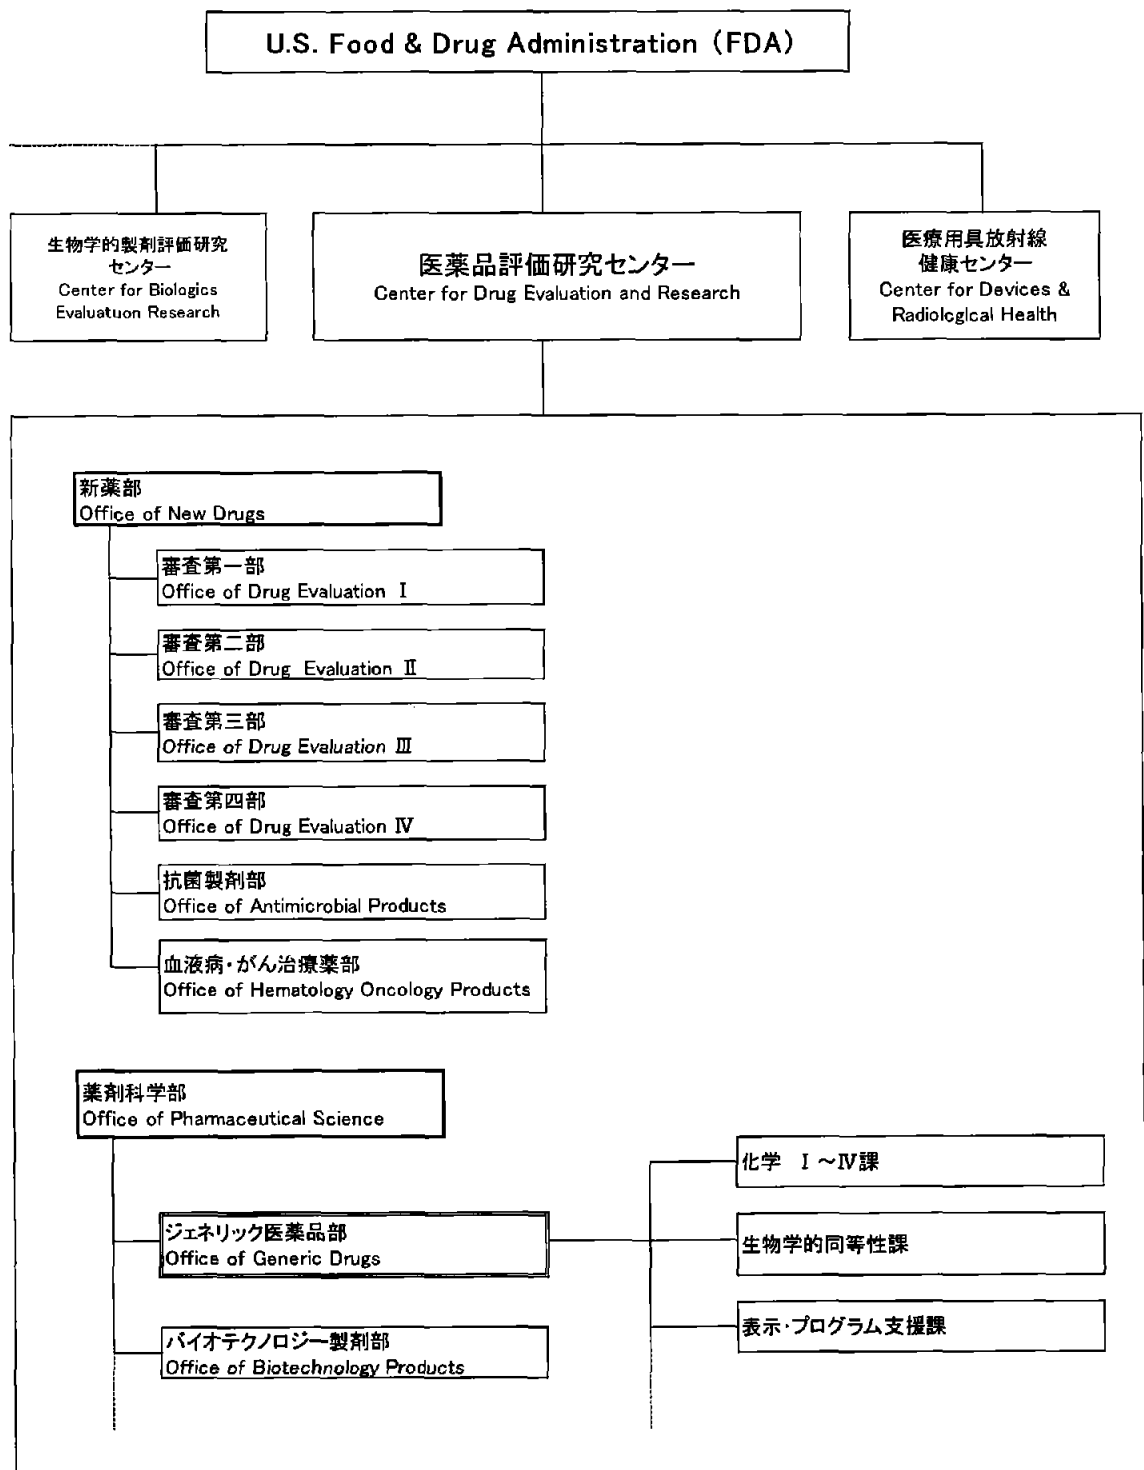 U.S. Food & Drug Administration (FDA)
生物学的製剤評価研究
センター
Center for Biologics
Evaluatuon Research
医薬品評価研究センター
Center for Drug Evaluation and Research
医療用具放射線
健康センター
Center for Devices &
Radiological Health
新薬部
Office of New Drugs
審査第一部
Office of Drug Evaluation Ⅰ
審査第二部
Office of Drug Evaluation Ⅱ
審査第三部
Office of Drug Evaluation Ⅲ
審査第四部
Office of Drug Evaluation Ⅳ
抗菌製剤部
Office of Antimicrobial Products
血液病・がん治療薬部
Office of Hematology Oncology Products
薬剤科学部
Office of Pharmaceutical Science
ジェネリック医薬品部
Office of Generic Drugs
バイオテクノロジー製剤部
Office of Biotechnology Products
化学 Ⅰ～Ⅳ課
生物学的同等性課
表示・プログラム支援課